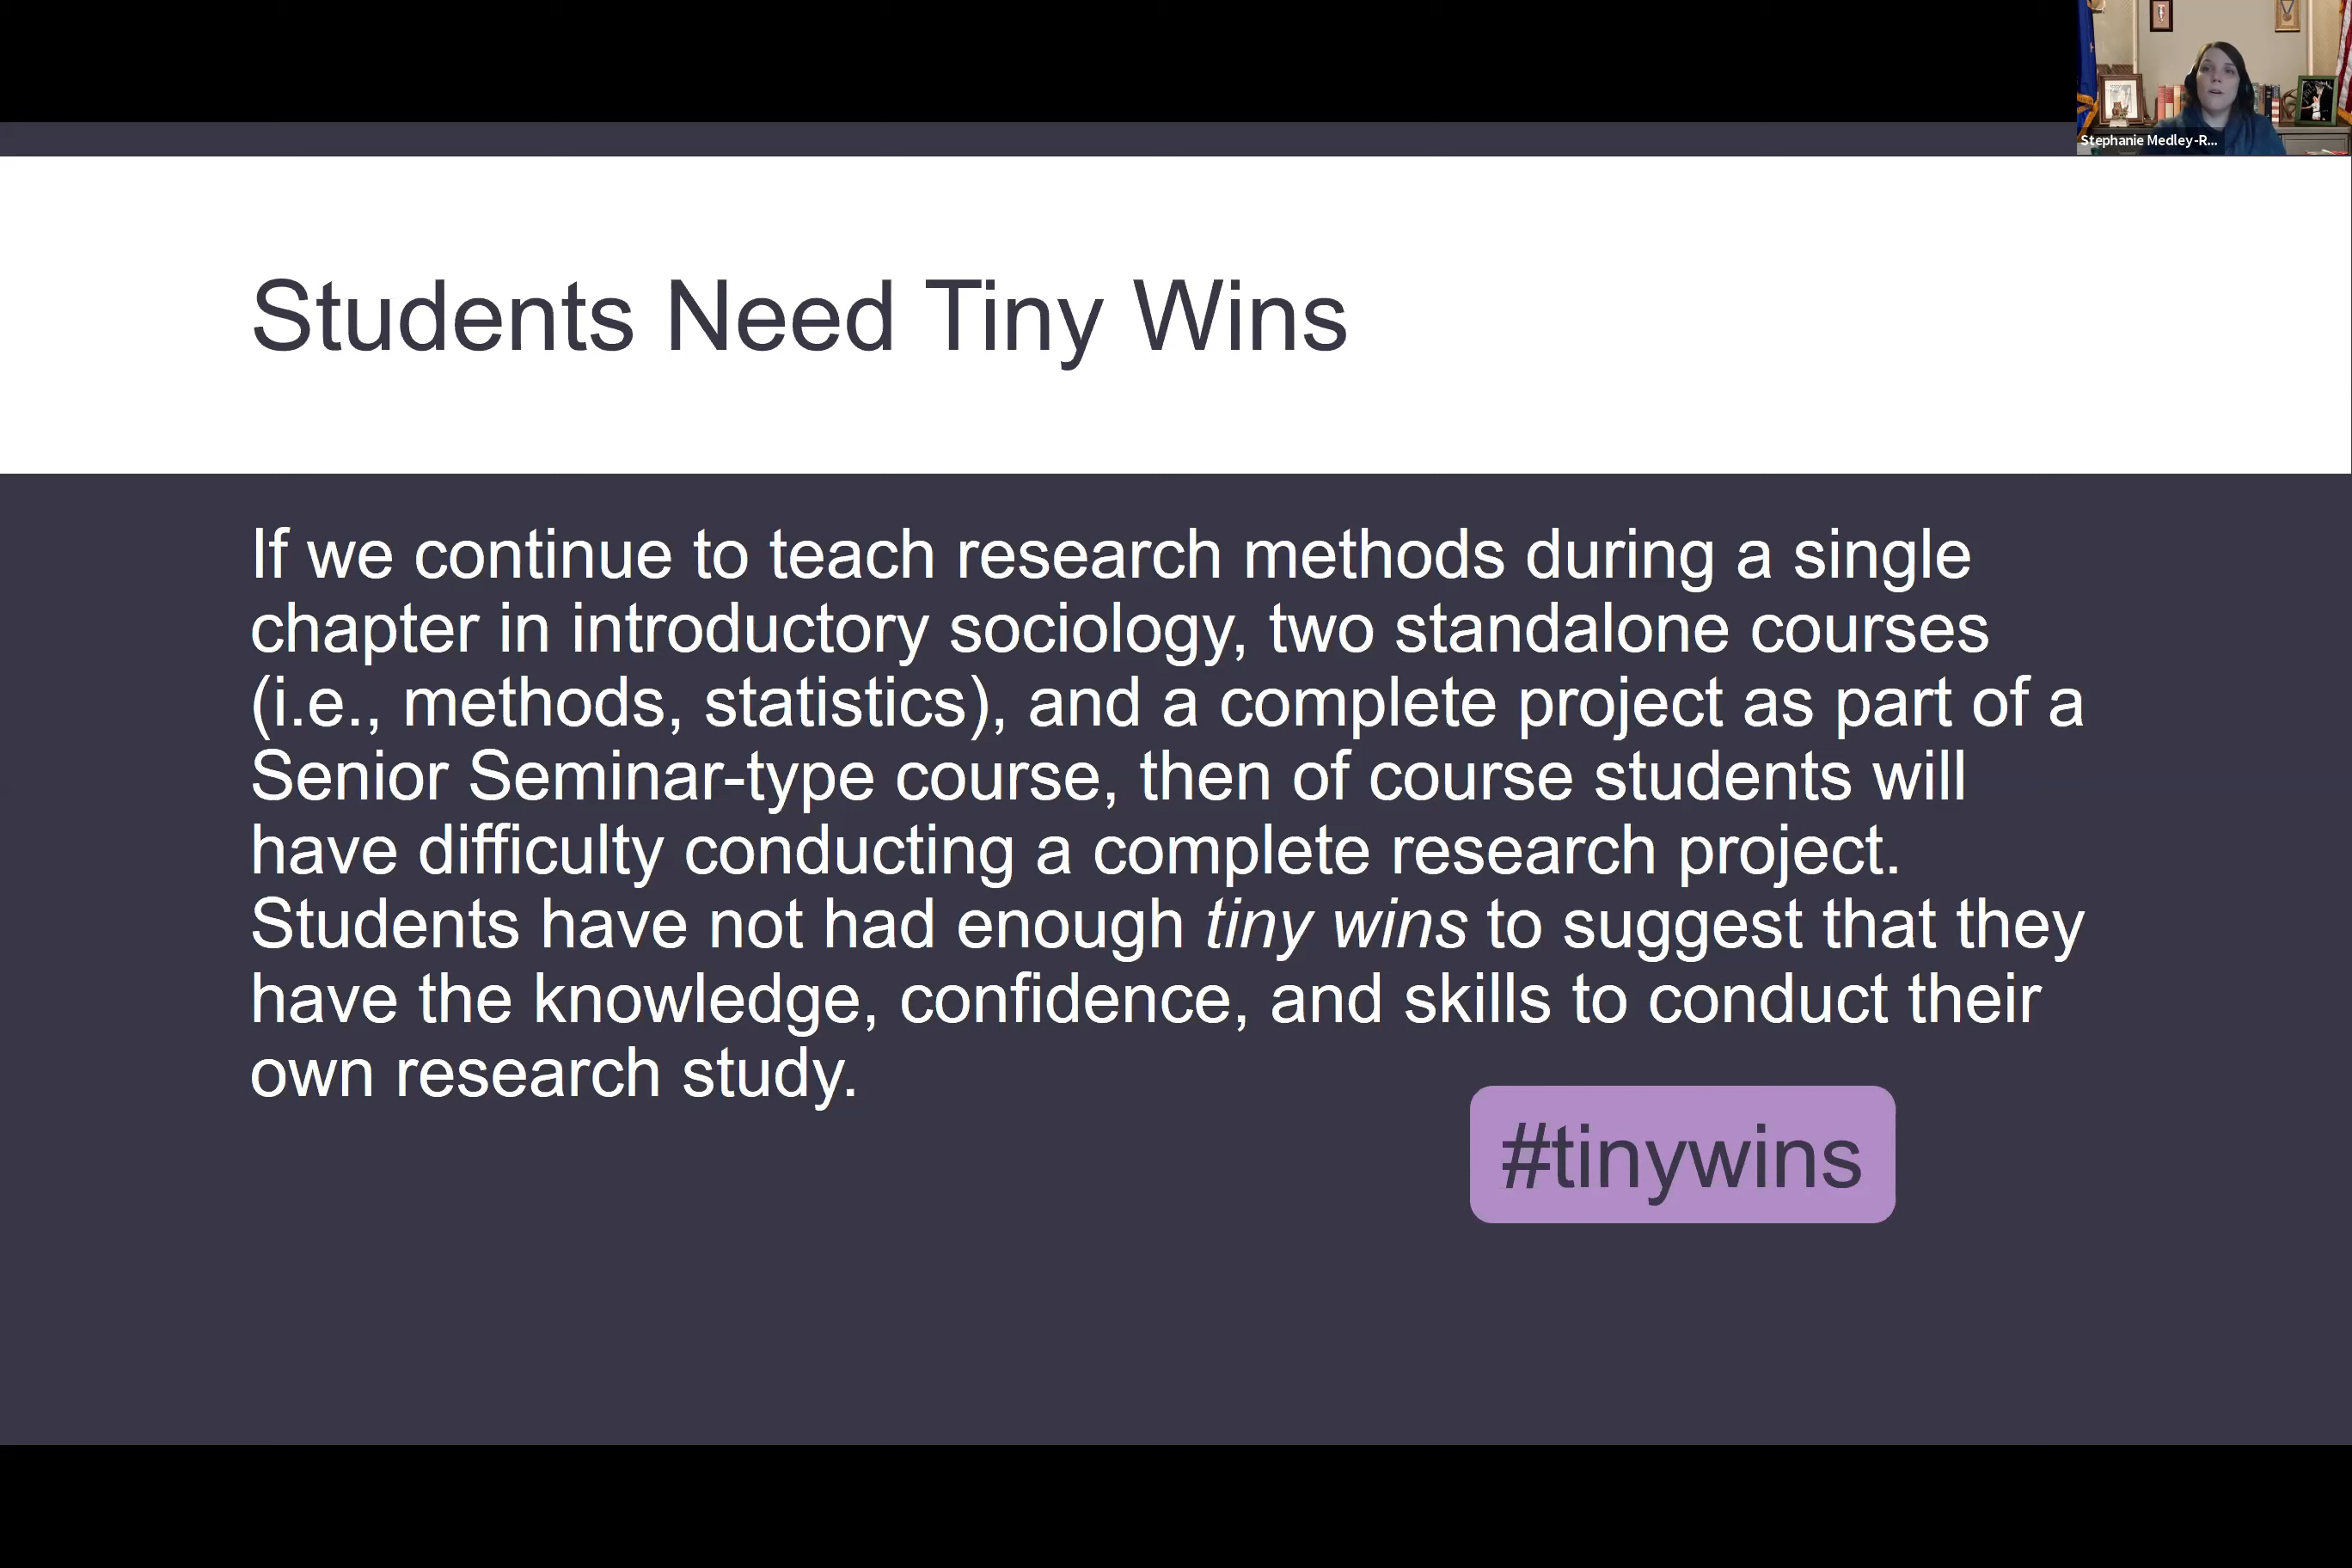 Stephanie Medley-R...
Students Need Tiny Wins
If we continue to teach research methods during a single
chapter in introductory sociology, two standalone courses
(i.e., methods, statistics), and a complete project as part of a
Senior Seminar-type course, then of course students will
have difficulty conducting a complete research project.
Students have not had enough tiny wins to suggest that they
have the knowledge, confidence, and skills to conduct their
own research study.
#tinywins